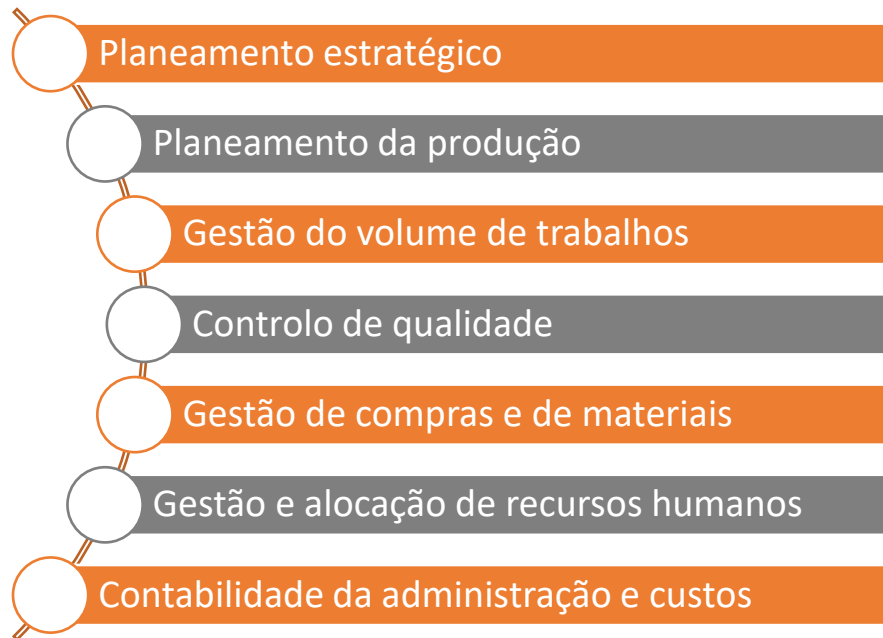 Planeamento estratégico
Planeamento da produção
Gestão do volume de trabalhos
Controlo de qualidade
Gestão de compras e de materiais
Gestão e alocação de recursos humanos
Contabilidade da administração e custos